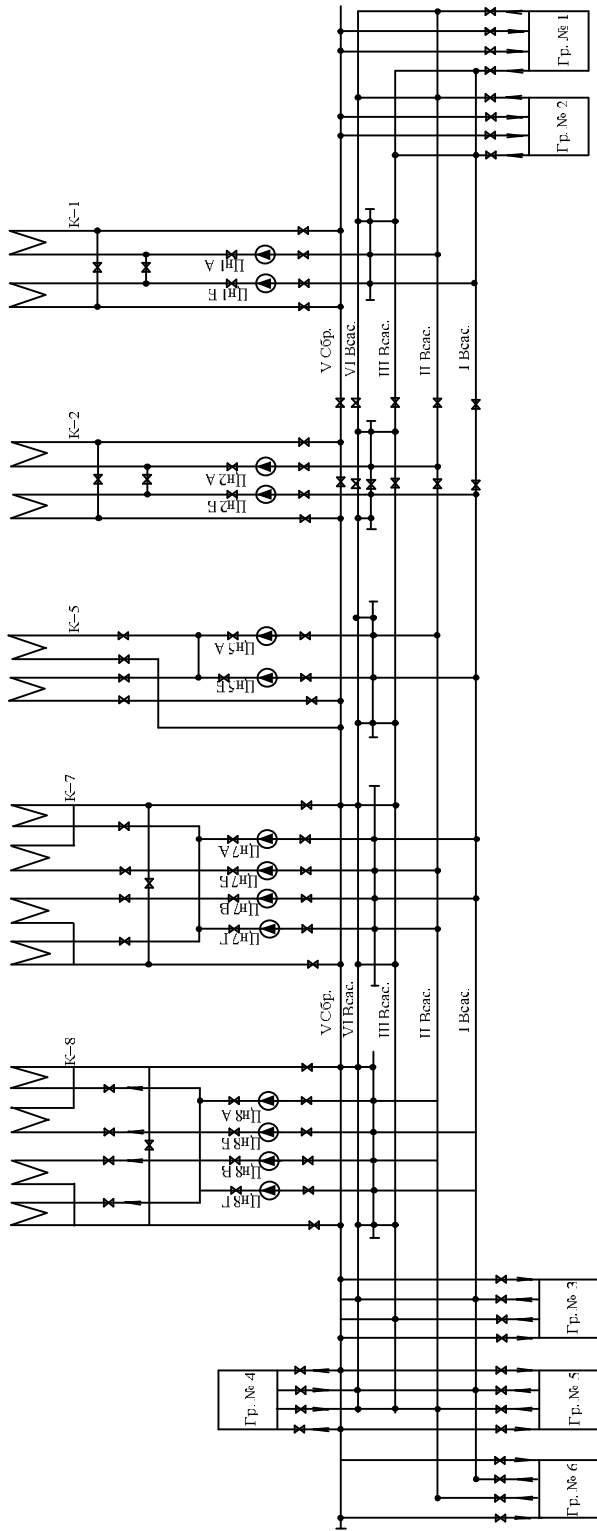 Гр. № 1
Гр. № 2
К–1
Цн1 А
Цн1 Б
V Сбр.
VI Всас.
III Всас.
II Всас.
I Всас.
К–2
Цн2 А
Цн2 Б
К–5
Цн5 А
Цн5 Б
К–7
Цн7 А
Цн7 Б
Цн7 В
Цн7 Г
V Сбр.
VI Всас.
III Всас.
II Всас.
I Всас.
К–8
Цн8 А
Цн8 Б
Цн8 В
Цн8 Г
Гр. № 3
Гр. № 4
Гр. № 5
Гр. № 6